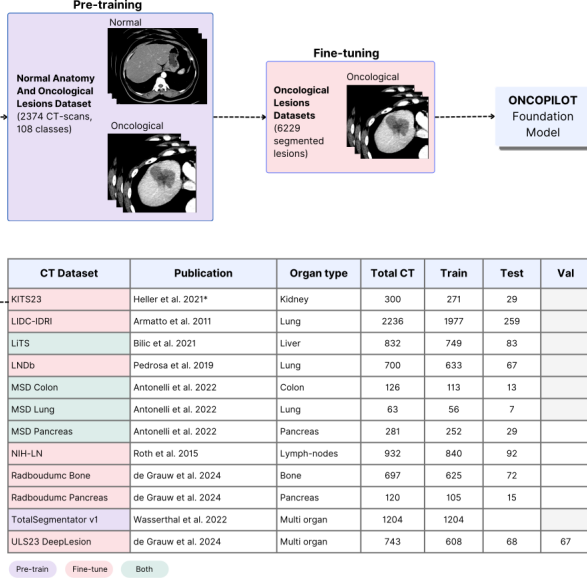 Pre-training
Normal
Normal Anatomy
And Oncological
Lesions Dataset
(2374 CT-scans,
108 classes)
Oncological
Fine-tuning
Oncological
Oncological
Lesions
Datasets
(6229
segmented
lesions)
ONCOPILOT
Foundation
Model
CT Dataset Publication Organ type Total CT Train Test Val
KITS23 Heller et al. 2021* Kidney 300 271 29
LIDC-IDRI Armatto et al. 2011 Lung 2236 1977 259
LiTS Bilic et al. 2021 Liver 832 749 83
LNDb Pedrosa et al. 2019 Lung 700 633 67
MSD Colon Antonelli et al. 2022 Colon 126 113 13
MSD Lung Antonelli et al. 2022 Lung 63 56 7
MSD Pancreas Antonelli et al. 2022 Pancreas 281 252 29
NIH-LN Roth et al. 2015 Lymph-nodes 932 840 92
Radboudumc Bone de Grauw et al. 2024 Bone 697 625 72
Radboudumc Pancreas de Grauw et al. 2024 Pancreas 120 105 15
TotalSegmentator v1 Wasserthal et al. 2022 Multi organ 1204 1204
ULS23 DeepLesion de Grauw et al. 2024 Multi organ 743 608 68 67
Pre-train Fine-tune Both